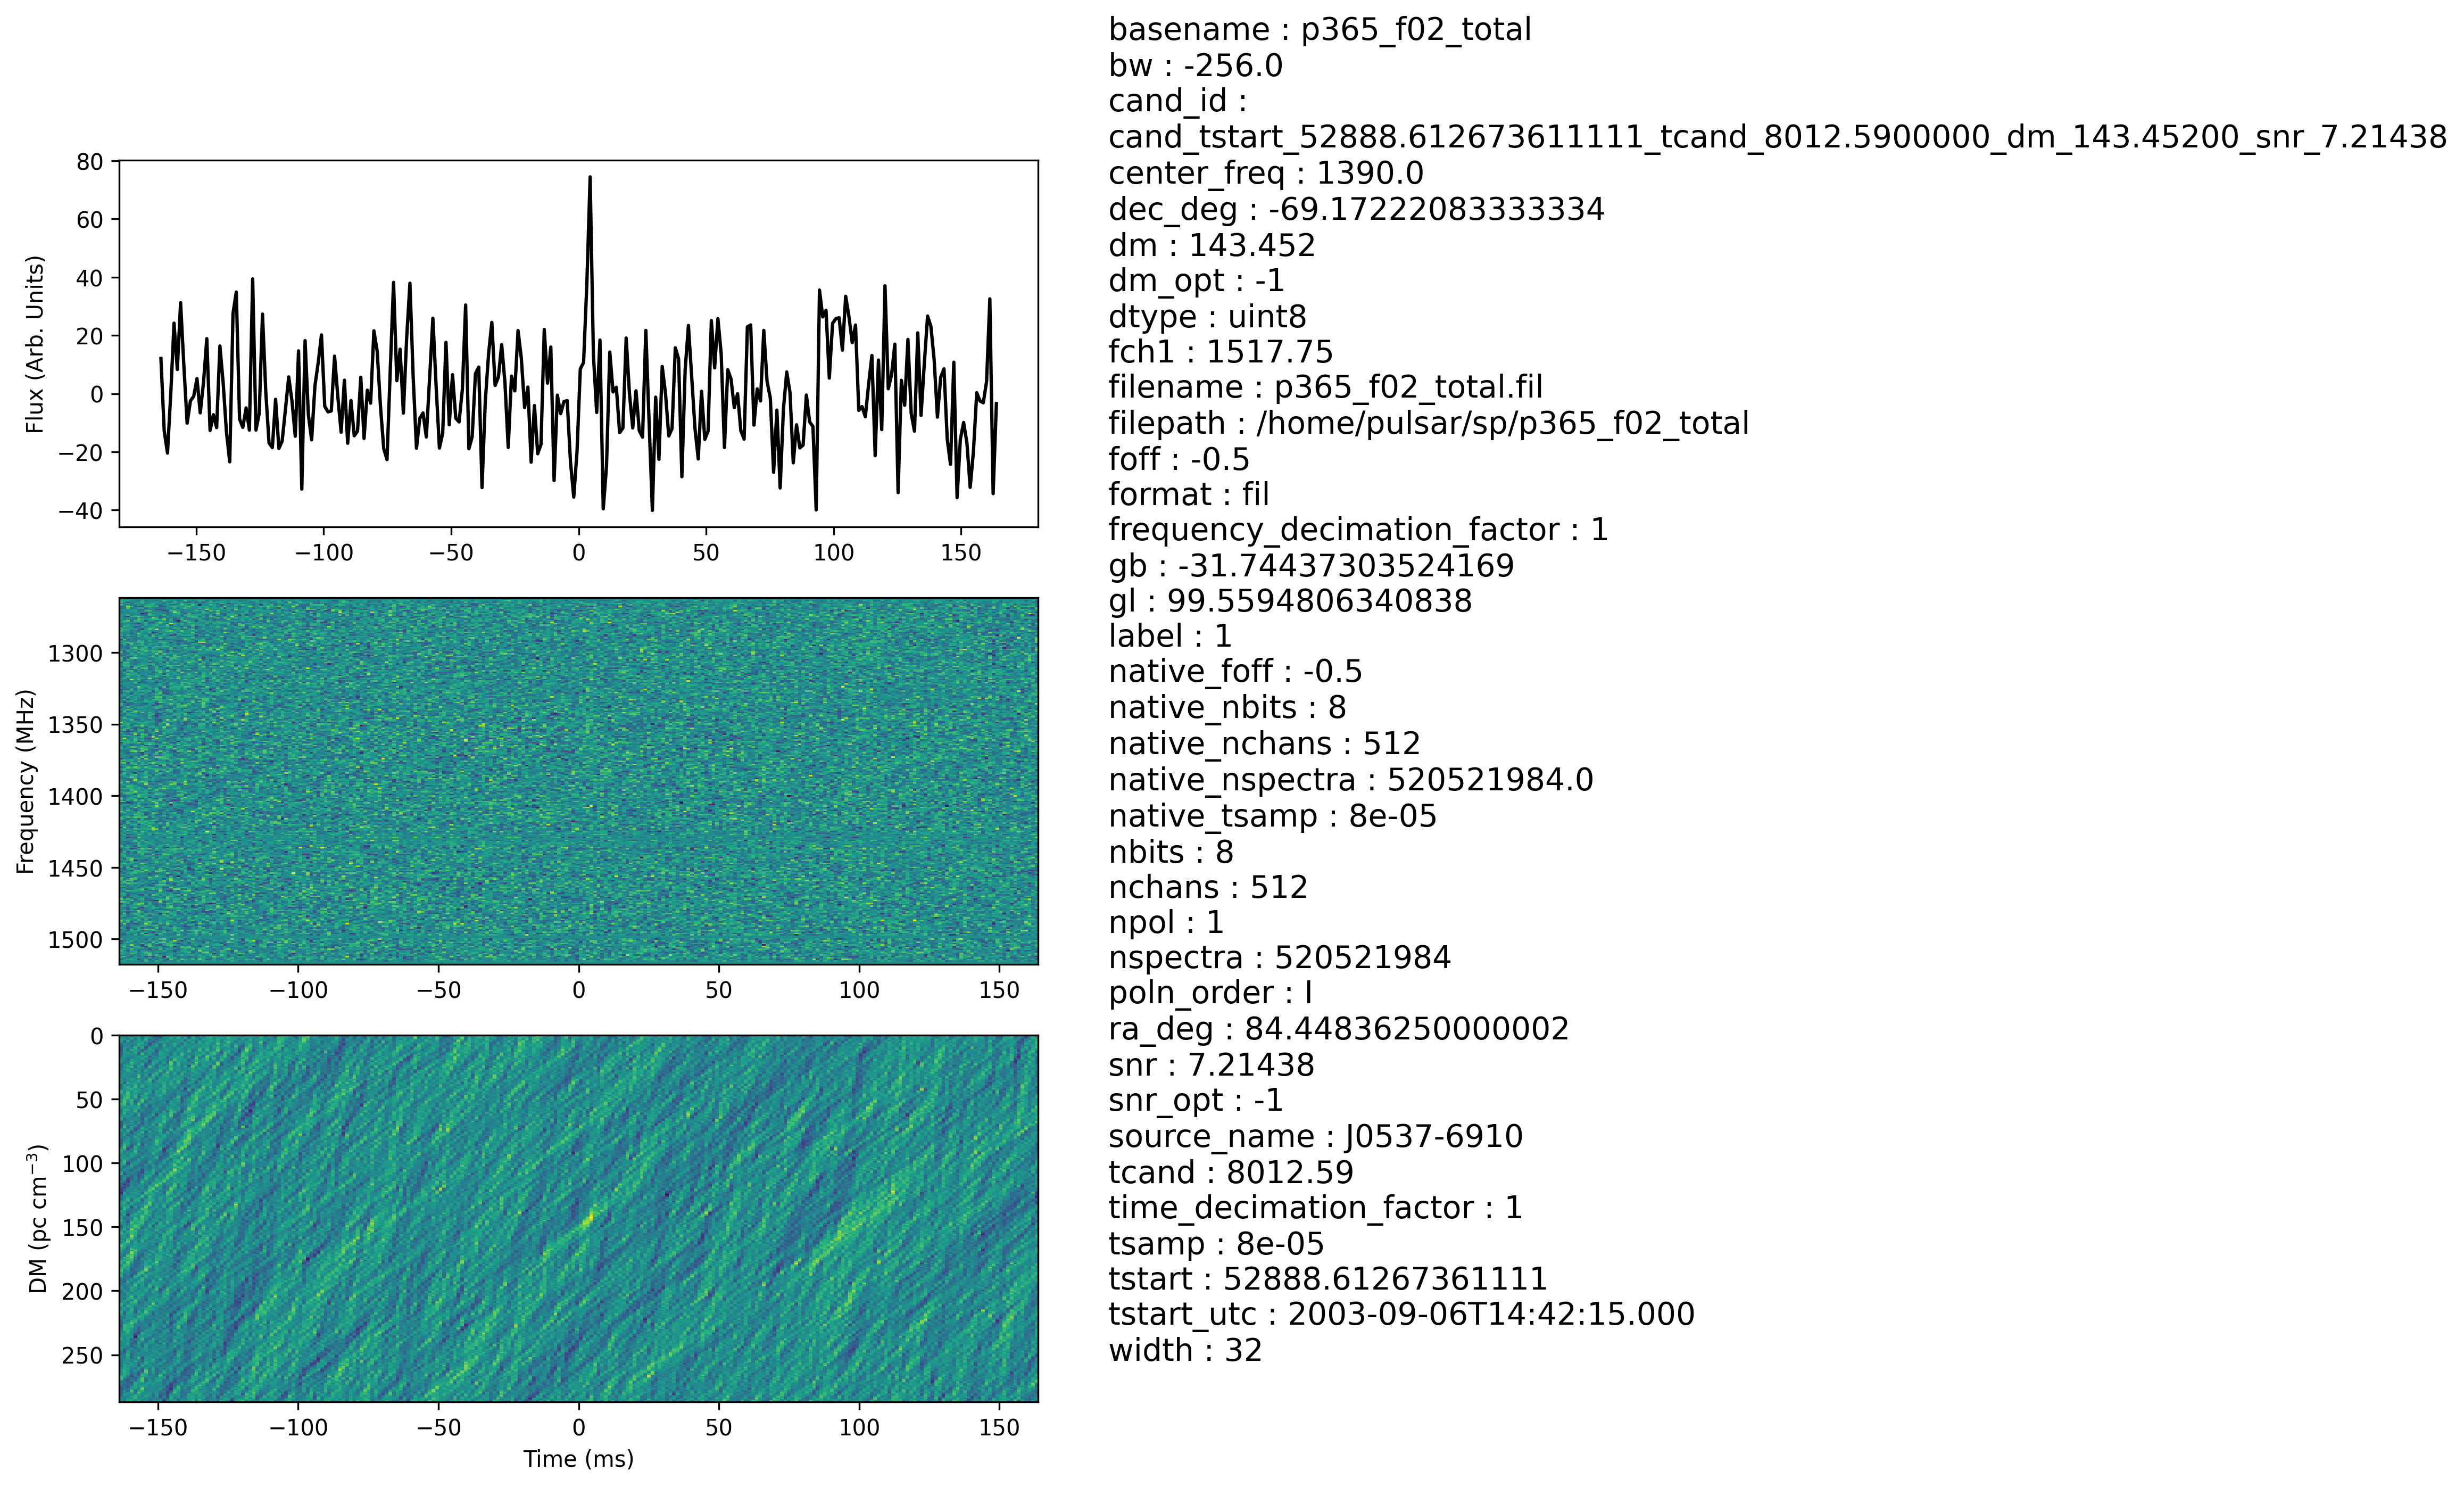 basename : p365_f02_total
bw : -256.0
cand_id :
cand_tstart_52888.612673611111_tcand_8012.5900000_dm_143.45200_snr_7.21438
center_freq : 1390.0
dec_deg : -69.17222083333334
dm : 143.452
dm_opt : -1
dtype : uint8
fch1 : 1517.75
filename : p365_f02_total.fil
filepath : /home/pulsar/sp/p365_f02_total
foff : -0.5
format : fil
frequency_decimation_factor : 1
gb : -31.74437303524169
gl : 99.5594806340838
label : 1
native_foff : -0.5
native_nbits : 8
native_nchans : 512
native_nspectra : 520521984.0
native_tsamp : 8e-05
nbits : 8
nchans : 512
npol : 1
nspectra : 520521984
poln_order : I
ra_deg : 84.44836250000002
snr : 7.21438
snr_opt : -1
source_name : J0537-6910
tcand : 8012.59
time_decimation_factor : 1
tsamp : 8e-05
tstart : 52888.61267361111
tstart_utc : 2003-09-06T14:42:15.000
width : 32
Flux (Arb. Units)
80
60
40
20
0
−20
−40
−150 −100 −50 0 50 100 150
Frequency (MHz)
1300
1350
1400
1450
1500
−150 −100 −50 0 50 100 150
DM (pc cm⁻³)
0
50
100
150
200
250
−150 −100 −50 0 50 100 150
Time (ms)